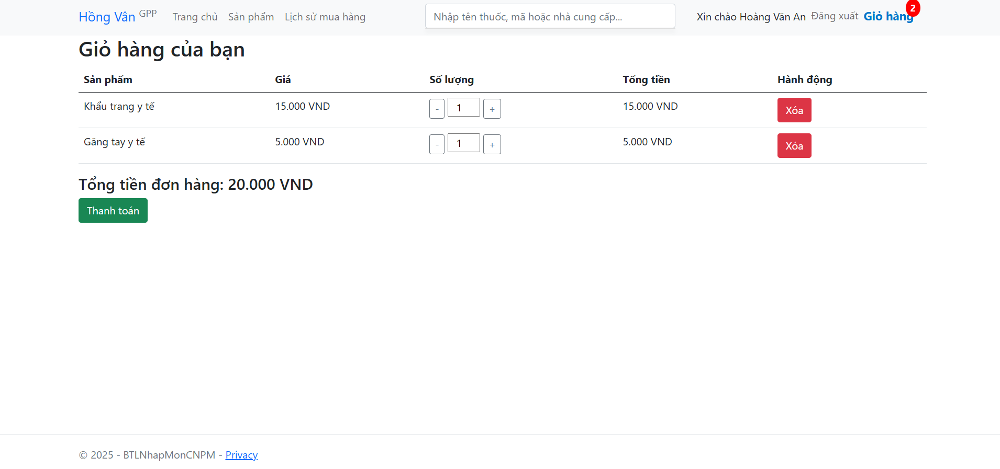 Hồng Vân GPP Trang chủ Sản phẩm Lịch sử mua hàng Nhập tên thuốc, mã hoặc nhà cung cấp... Xin chào Hoàng Văn An Đăng xuất Giỏ hàng 2
Giỏ hàng của bạn
Sản phẩm Giá Số lượng Tổng tiền Hành động
Khẩu trang y tế 15.000 VND - 1 + 15.000 VND Xóa
Găng tay y tế 5.000 VND - 1 + 5.000 VND Xóa
Tổng tiền đơn hàng: 20.000 VND
Thanh toán
© 2025 - BTLNhapMonCNPM - Privacy